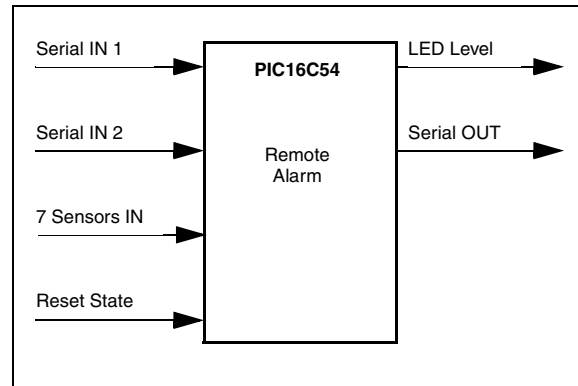 Serial IN 1
Serial IN 2
7 Sensors IN
Reset State
PIC16C54
Remote
Alarm
LED Level
Serial OUT